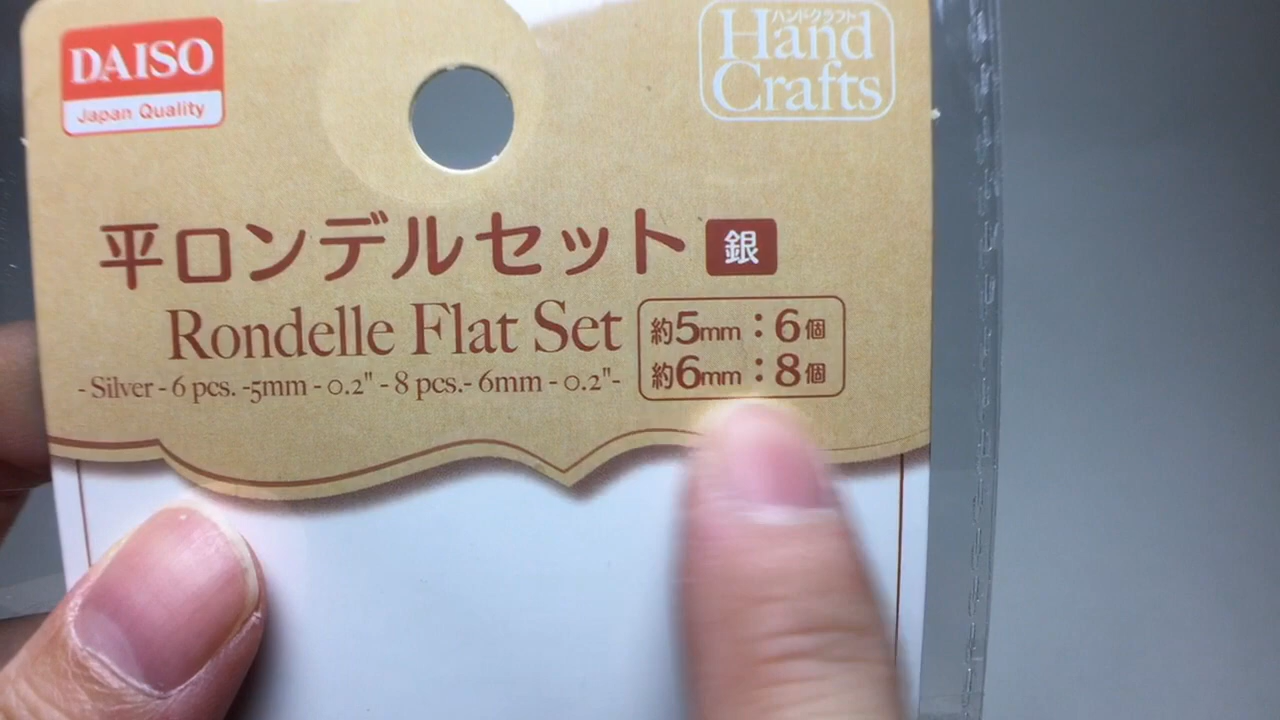 DAISO
Japan Quality
ハンドクラフト
Hand
Crafts
平ロンデルセット 銀
Rondelle Flat Set
- Silver - 6 pcs. -5mm - 0.2" - 8 pcs.- 6mm - 0.2"-
約5mm：6個
約6mm：8個